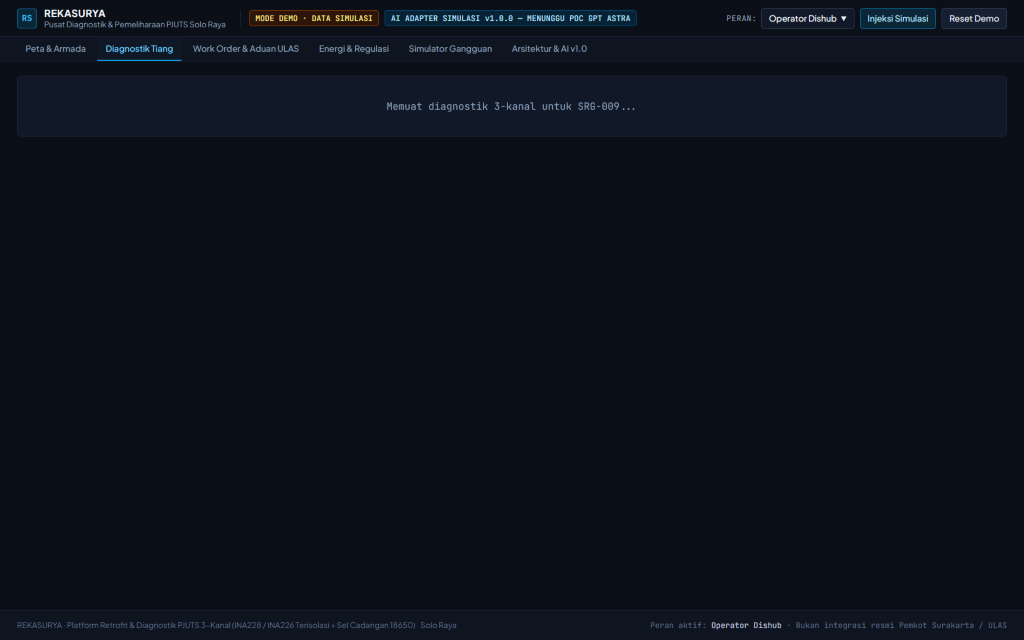 RS
REKASURYA
Pusat Diagnostik & Pemeliharaan PJUTS Solo Raya
MODE DEMO · DATA SIMULASI
AI ADAPTER SIMULASI v1.0.0 — MENUNGGU POC GPT ASTRA
PERAN:
Operator Dishub ▼
Injeksi Simulasi
Reset Demo
Peta & Armada
Diagnostik Tiang
Work Order & Aduan ULAS
Energi & Regulasi
Simulator Gangguan
Arsitektur & AI v1.0
Memuat diagnostik 3-kanal untuk SRG-009...
REKASURYA · Platform Retrofit & Diagnostik PJUTS 3-Kanal (INA228 / INA226 Terisolasi + Sel Cadangan 18650) · Solo Raya
Peran aktif: Operator Dishub · Bukan integrasi resmi Pemkot Surakarta / ULAS